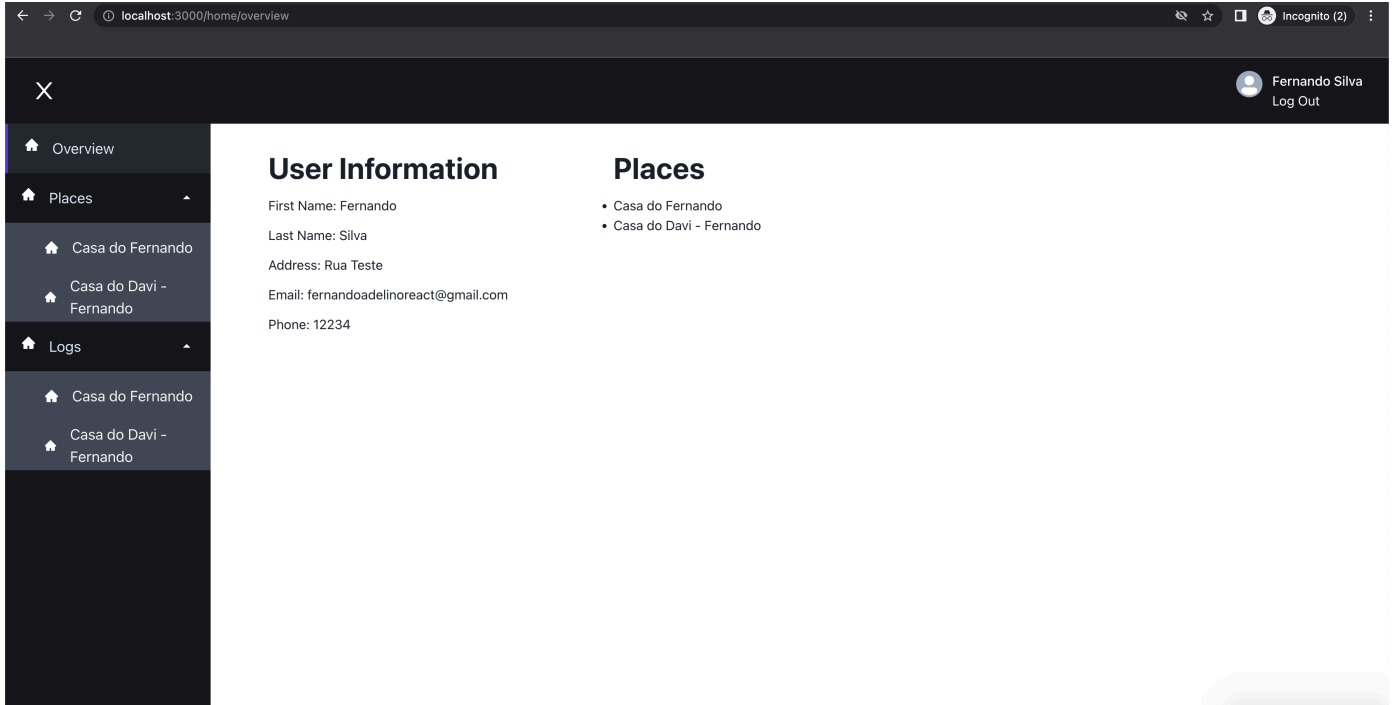 localhost:3000/home/overview
Incognito (2)
Fernando Silva
Log Out
Overview
Places
Casa do Fernando
Casa do Davi -
Fernando
Logs
Casa do Fernando
Casa do Davi -
Fernando
User Information
First Name: Fernando
Last Name: Silva
Address: Rua Teste
Email: fernandoadelinoreact@gmail.com
Phone: 12234
Places
• Casa do Fernando
• Casa do Davi - Fernando